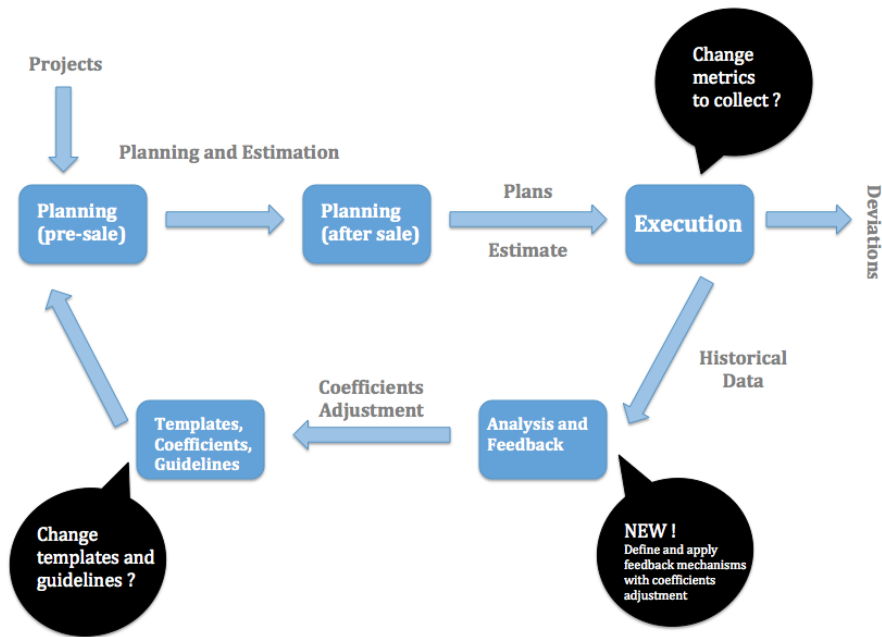 Projects
Change
metrics
to collect ?
Planning and Estimation
Planning
(pre-sale)
Planning
(after sale)
Plans
Estimate
Execution
Deviations
Historical
Data
Coefficients
Adjustment
Templates,
Coefficients,
Guidelines
Analysis and
Feedback
Change
templates and
guidelines ?
NEW !
Define and apply
feedback mechanisms
with coefficients
adjustment